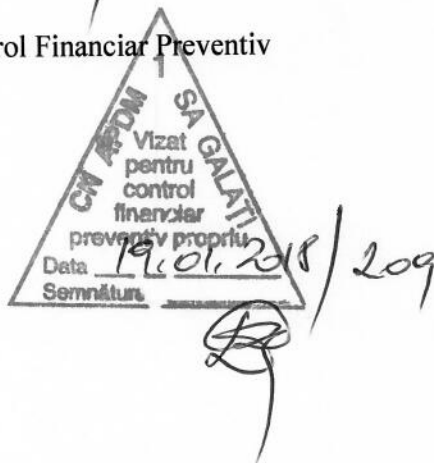 rol Financiar Preventiv
1
CN APDM SA GALAȚI
Vizat
pentru
control
financiar
preventiv propriu
Data 19.01.2018 / 209
Semnătura